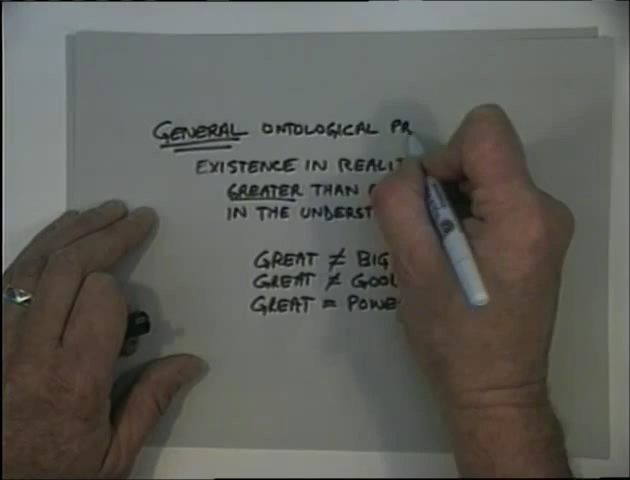 GENERAL ONTOLOGICAL PR
EXISTENCE IN REALIT
GREATER THAN
IN THE UNDERST
GREAT ≠ BIG
GREAT ≠ GOO
GREAT = POWE